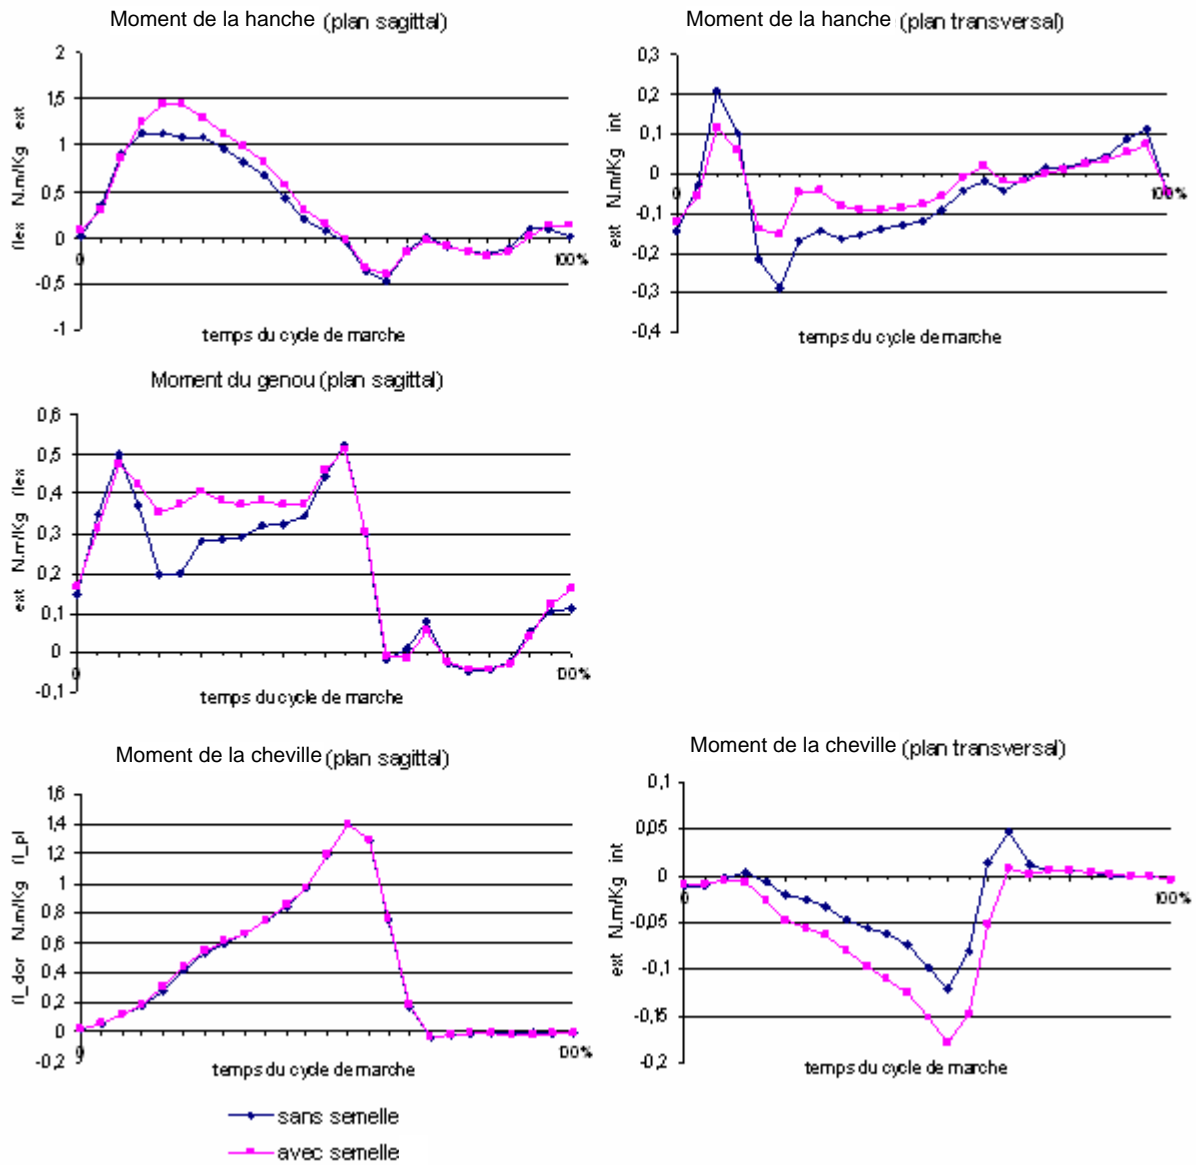 Moment de la hanche (plan sagittal)
2
1,5
1
0,5
0
-0,5
-1
flex N.m/Kg ext
0
100%
temps du cycle de marche
Moment de la hanche (plan transversal)
0,3
0,2
0,1
0
-0,1
-0,2
-0,3
-0,4
ext N.m/Kg int
0
100%
temps du cycle de marche
Moment du genou (plan sagittal)
0,6
0,5
0,4
0,3
0,2
0,1
0
-0,1
ext N.m/Kg flex
0
100%
temps du cycle de marche
Moment de la cheville (plan sagittal)
1,6
1,4
1,2
1
0,8
0,6
0,4
0,2
0
-0,2
fl_dor N.m/Kg fl_pl
100%
temps du cycle de marche
Moment de la cheville (plan transversal)
0,1
0,05
0
-0,05
-0,1
-0,15
-0,2
ext N.m/Kg int
0
100%
temps du cycle de marche
sans semelle
avec semelle